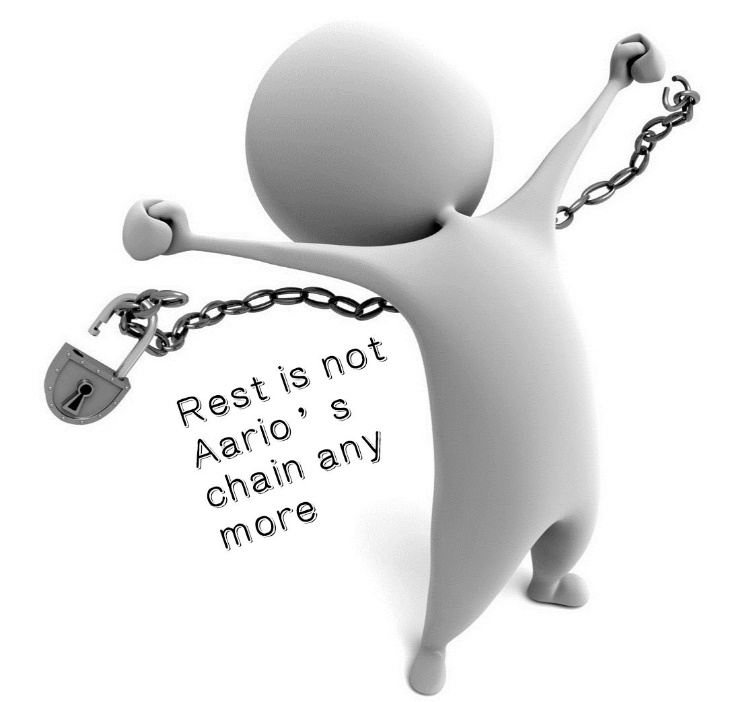 Rest is not
Aario’s
chain any
more